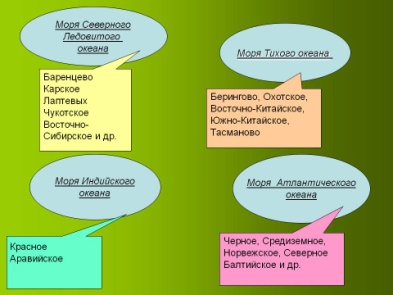 Моря Северного
Ледовитого
океана
Баренцево
Карское
Лаптевых
Чукотское
Восточно-
Сибирское и др.
Моря Тихого океана
Берингово, Охотское,
Восточно-Китайское,
Южно-Китайское,
Тасманово
Моря Индийского
океана
Красное
Аравийское
Моря Атлантического
океана
Черное, Средиземное,
Норвежское, Северное
Балтийское и др.